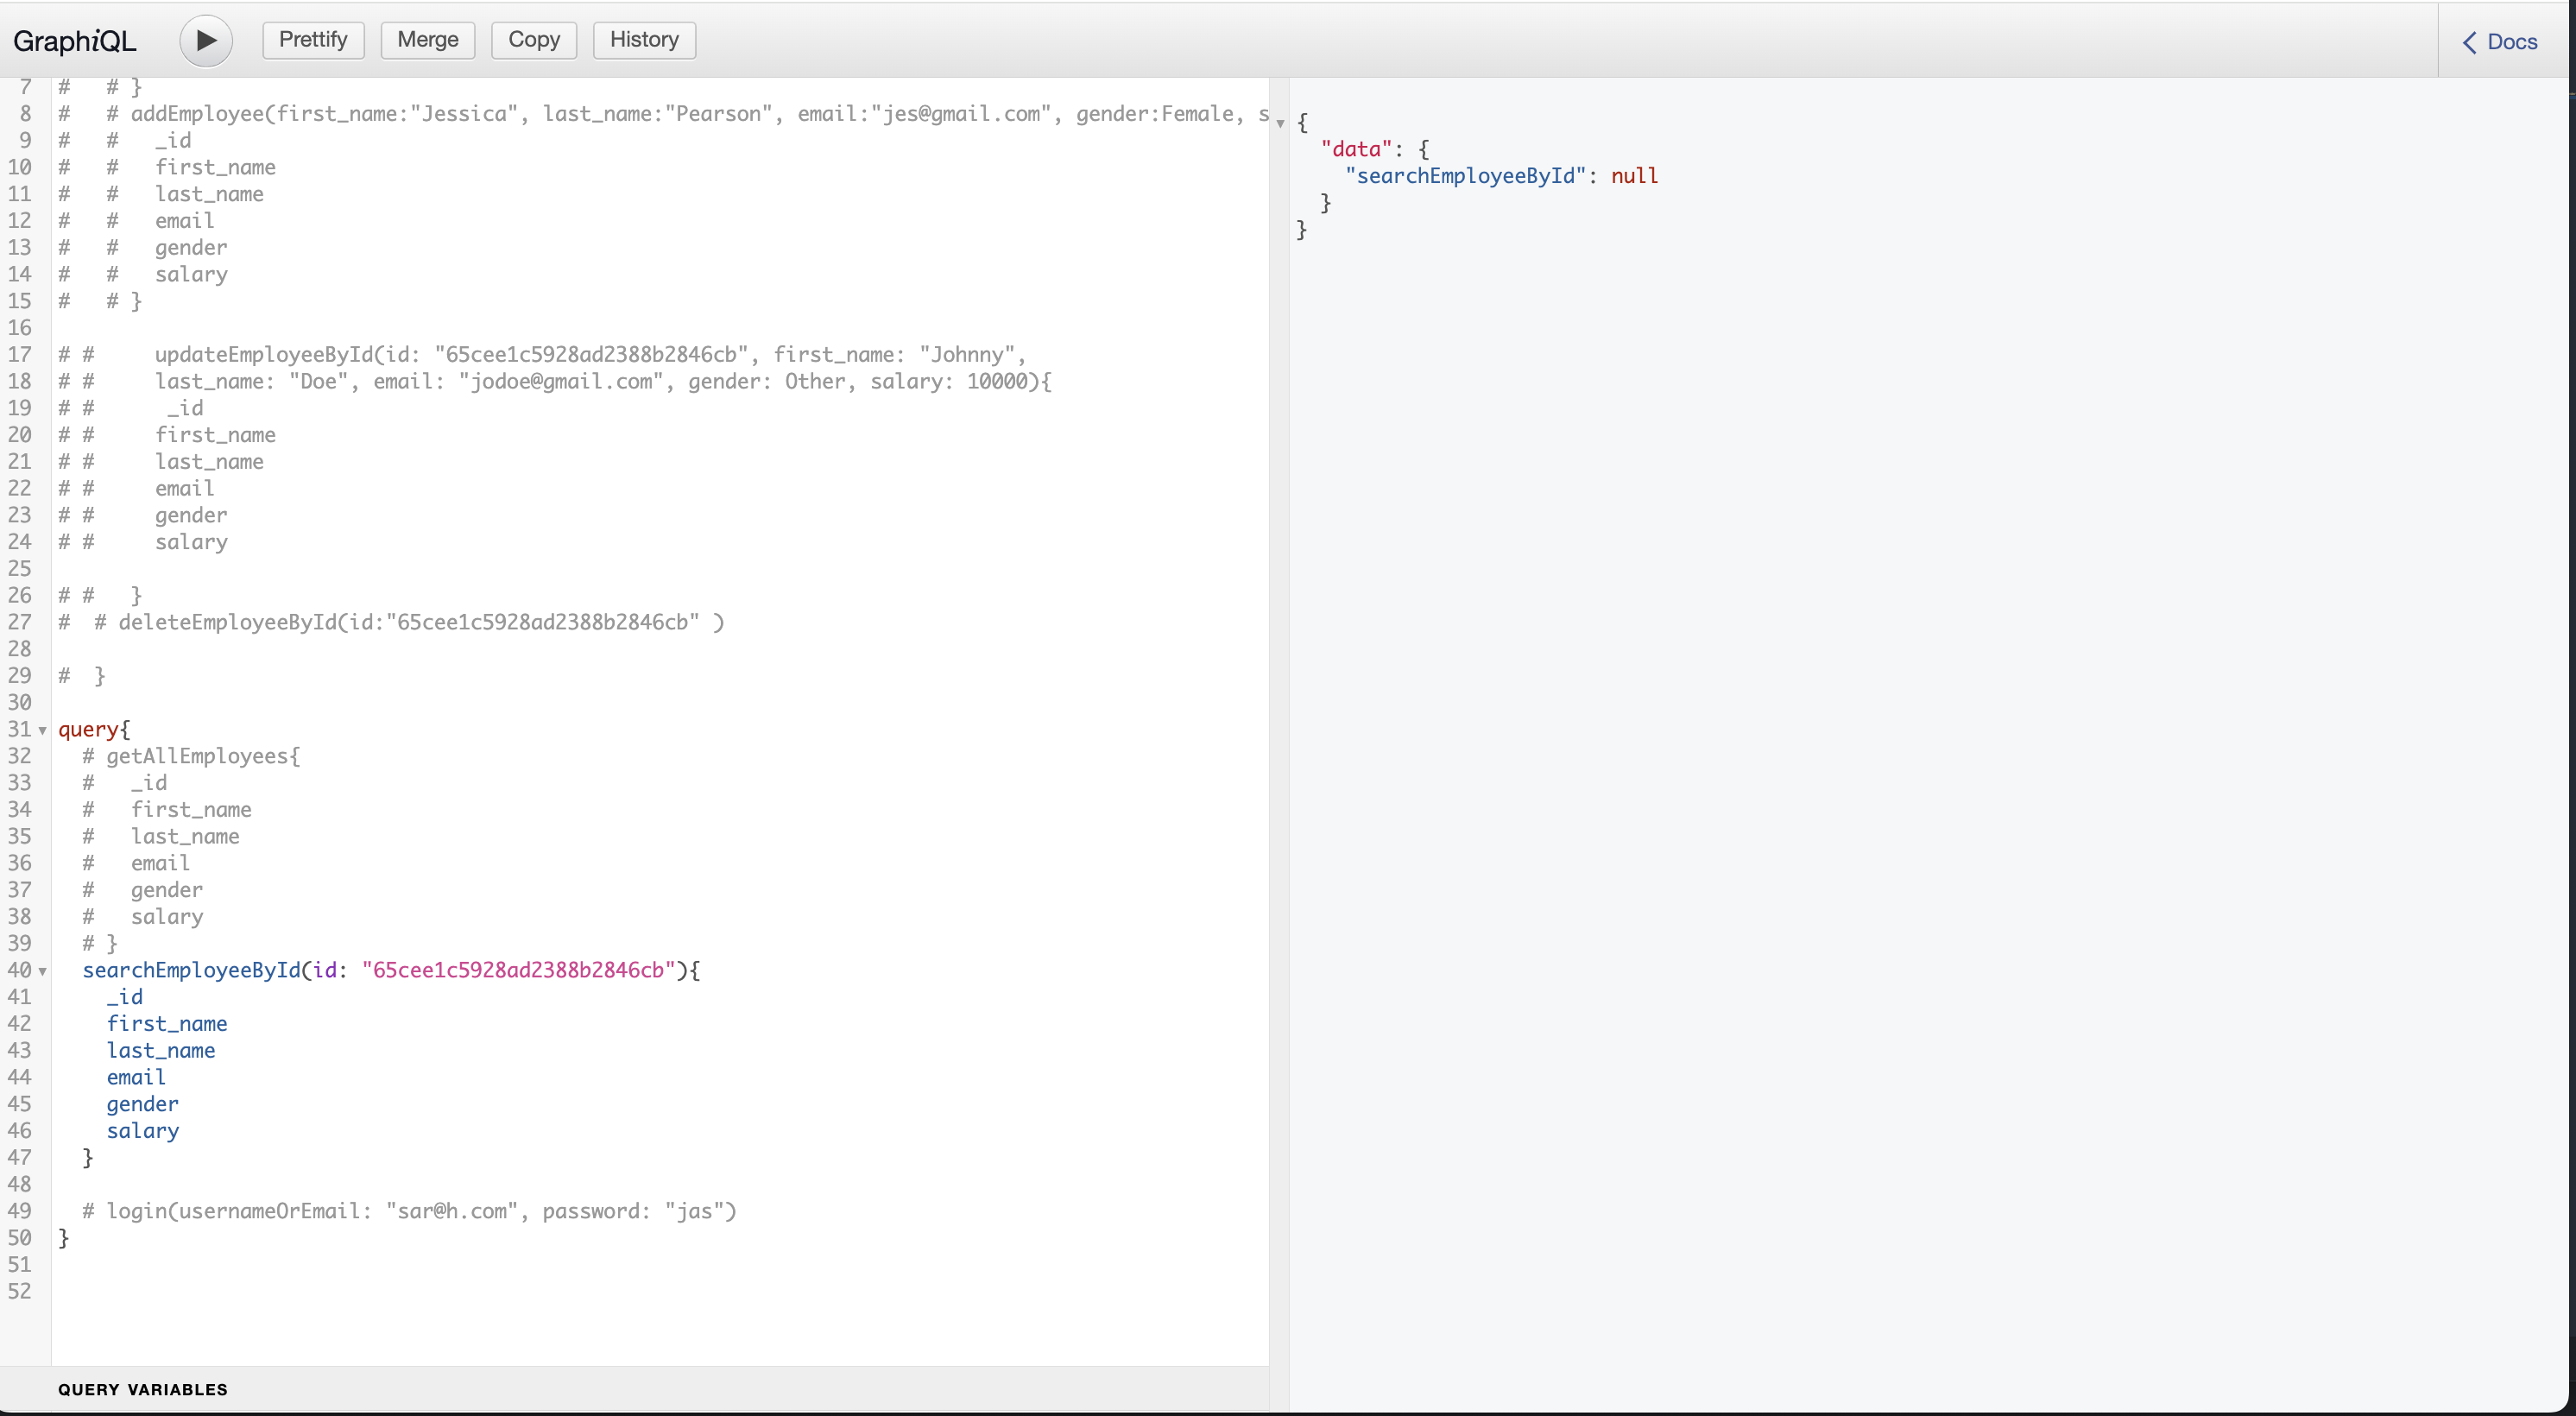 GraphiQL Prettify Merge Copy History Docs
7 #   # }
8 #   # addEmployee(first_name:"Jessica", last_name:"Pearson", email:"jes@gmail.com", gender:Female, s
9 #   #   _id
10 #   #   first_name
11 #   #   last_name
12 #   #   email
13 #   #   gender
14 #   #   salary
15 #   # }
16
17 # #     updateEmployeeById(id: "65cee1c5928ad2388b2846cb", first_name: "Johnny",
18 # #     last_name: "Doe", email: "jodoe@gmail.com", gender: Other, salary: 10000){
19 # #      _id
20 # #     first_name
21 # #     last_name
22 # #     email
23 # #     gender
24 # #     salary
25
26 # #   }
27 #  # deleteEmployeeById(id:"65cee1c5928ad2388b2846cb" )
28
29 #  }
30
31 query{
32   # getAllEmployees{
33   #   _id
34   #   first_name
35   #   last_name
36   #   email
37   #   gender
38   #   salary
39   # }
40   searchEmployeeById(id: "65cee1c5928ad2388b2846cb"){
41     _id
42     first_name
43     last_name
44     email
45     gender
46     salary
47   }
48
49   # login(usernameOrEmail: "sar@h.com", password: "jas")
50 }
51
52
QUERY VARIABLES
{
  "data": {
    "searchEmployeeById": null
  }
}